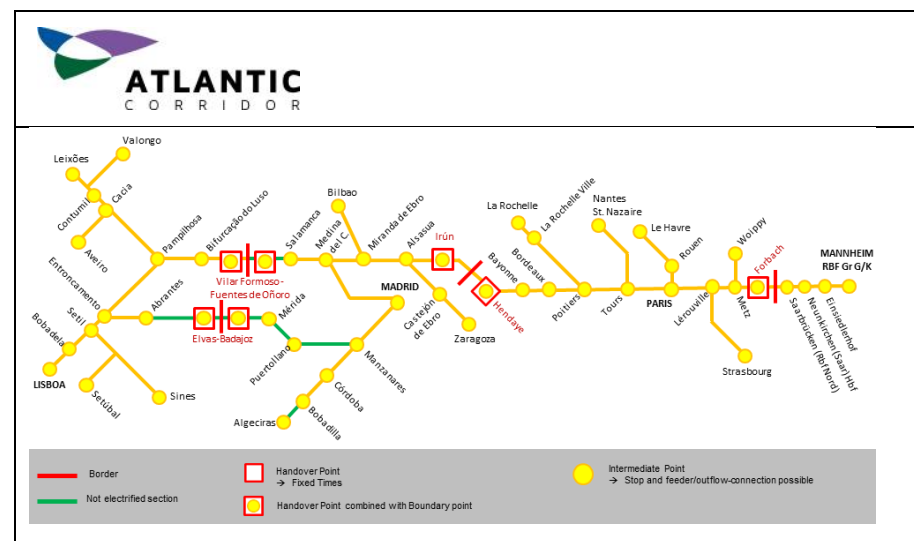 ATLANTIC
CORRIDOR
Valongo
Leixões
Contumil
Cacia
Aveiro
Pampilhosa
Bifurcação do Luso
Salamanca
Medina
del C.
Bilbao
Miranda de Ebro
Alsasua
Irún
La Rochelle
La Rochelle Ville
Nantes
St. Nazaire
Le Havre
Rouen
Woippy
Forbach
MANNHEIM
RBF Gr G/K
Vilar Formoso-
Fuentes de Oñoro
Entroncamento
Abrantes
Elvas-Badajoz
Mérida
MADRID
Castejón
de Ebro
Zaragoza
Bayonne
Hendaye
Bordeaux
Poitiers
Tours
PARIS
Lérouville
Metz
Strasbourg
Saarbrücken (Rbf Nord)
Neunkirchen (Saar) Hbf
Einsiedlerhof
Setil
Bobadela
LISBOA
Setúbal
Sines
Puertollano
Manzanares
Córdoba
Bobadilla
Algeciras
Border
Not electrified section
Handover Point
→ Fixed Times
Handover Point combined with Boundary point
Intermediate Point
→ Stop and feeder/outflow-connection possible